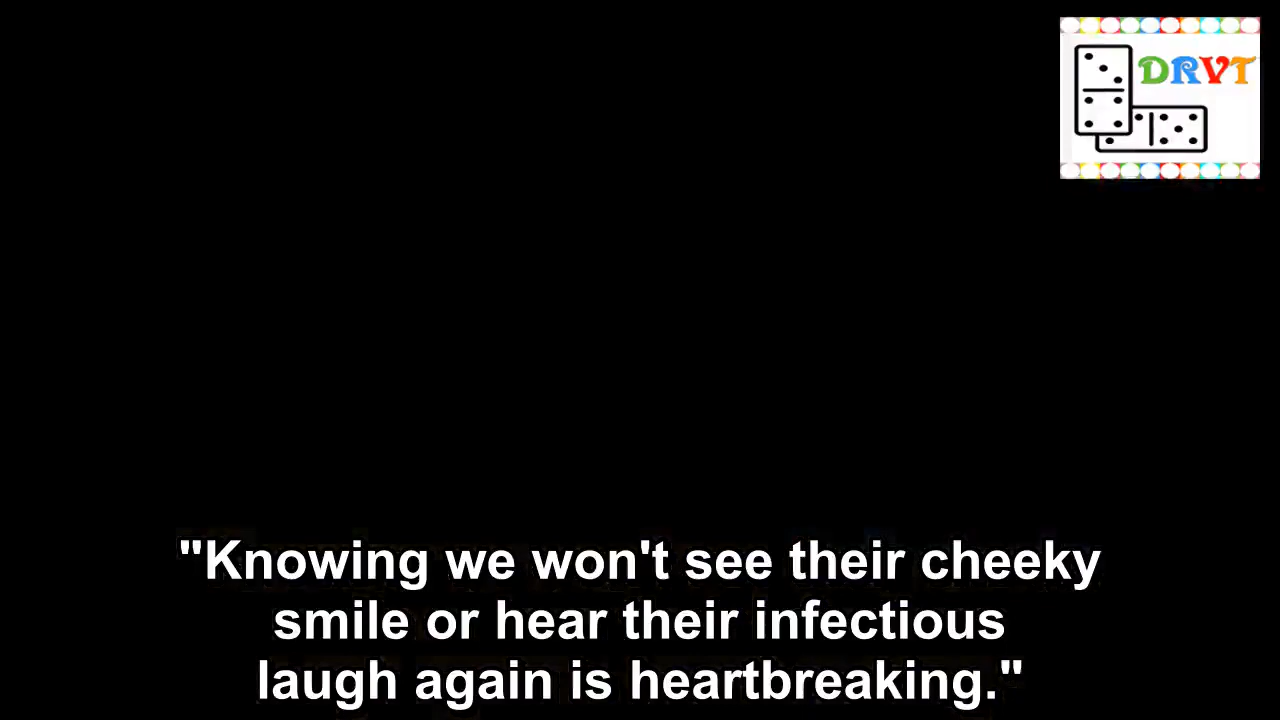 DRVT
"Knowing we won't see their cheeky
smile or hear their infectious
laugh again is heartbreaking."